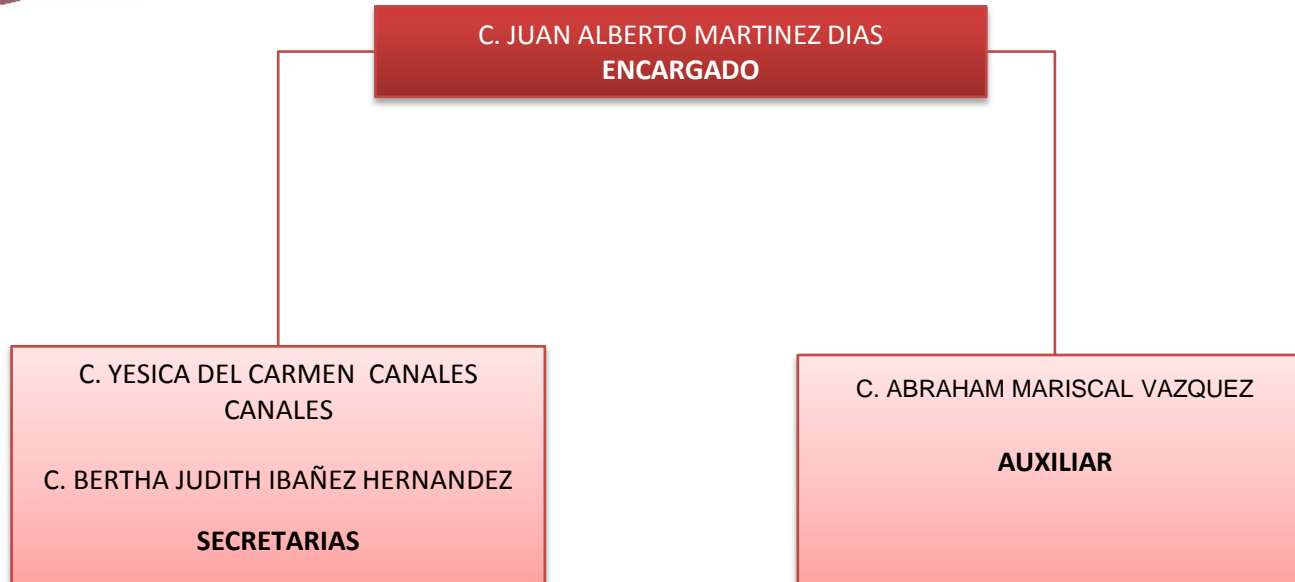 C. JUAN ALBERTO MARTINEZ DIAS
ENCARGADO
C. YESICA DEL CARMEN CANALES
CANALES
C. BERTHA JUDITH IBAÑEZ HERNANDEZ
SECRETARIAS
C. ABRAHAM MARISCAL VAZQUEZ
AUXILIAR